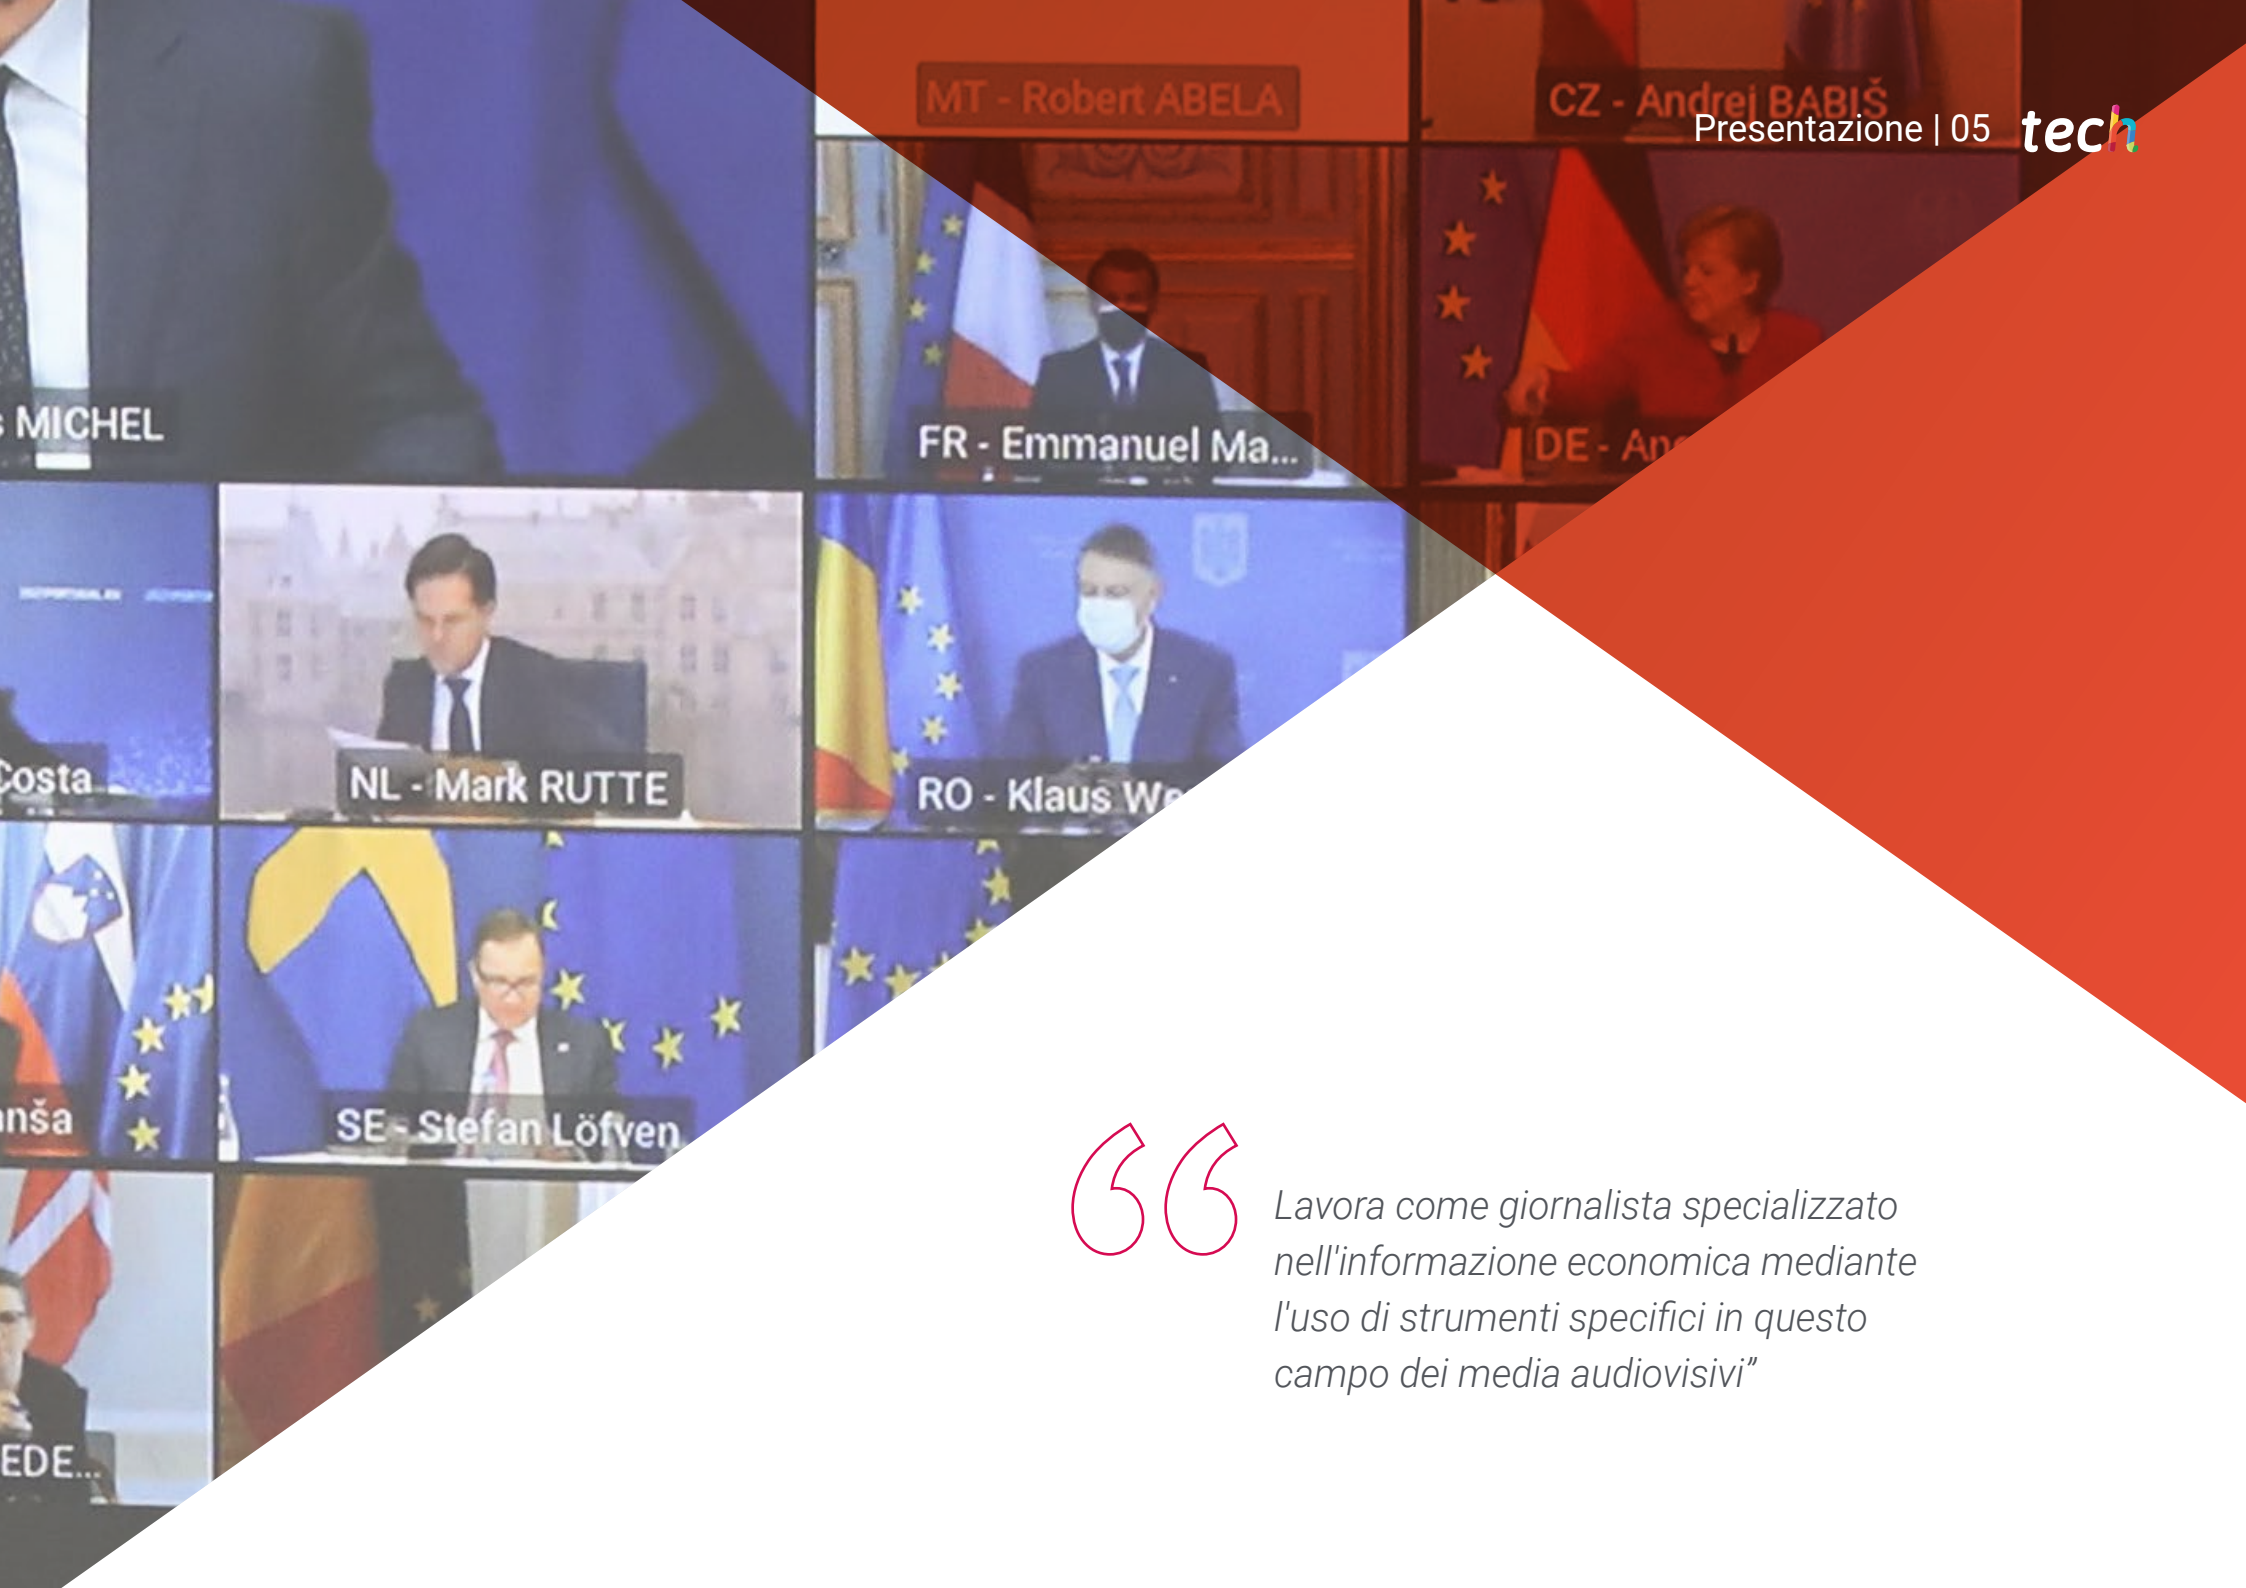 MT - Robert ABELA
CZ - Andrej BABIŠ
Presentazione | 05 tech
MICHEL
FR - Emmanuel Ma...
DE - An
Costa
NL - Mark RUTTE
RO - Klaus We
nša
SE - Stefan Löfven
EDE...
Lavora come giornalista specializzato
nell'informazione economica mediante
l'uso di strumenti specifici in questo
campo dei media audiovisivi”